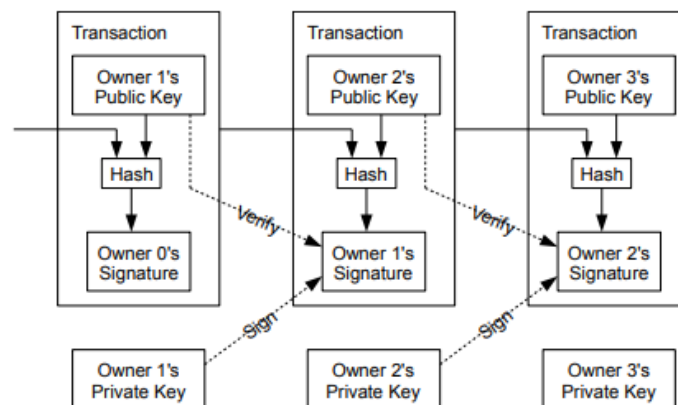 Transaction
Owner 1's
Public Key
Hash
Owner 0's
Signature
Transaction
Owner 2's
Public Key
Hash
Verify
Owner 1's
Signature
Transaction
Owner 3's
Public Key
Hash
Verify
Owner 2's
Signature
Sign
Sign
Owner 1's
Private Key
Owner 2's
Private Key
Owner 3's
Private Key